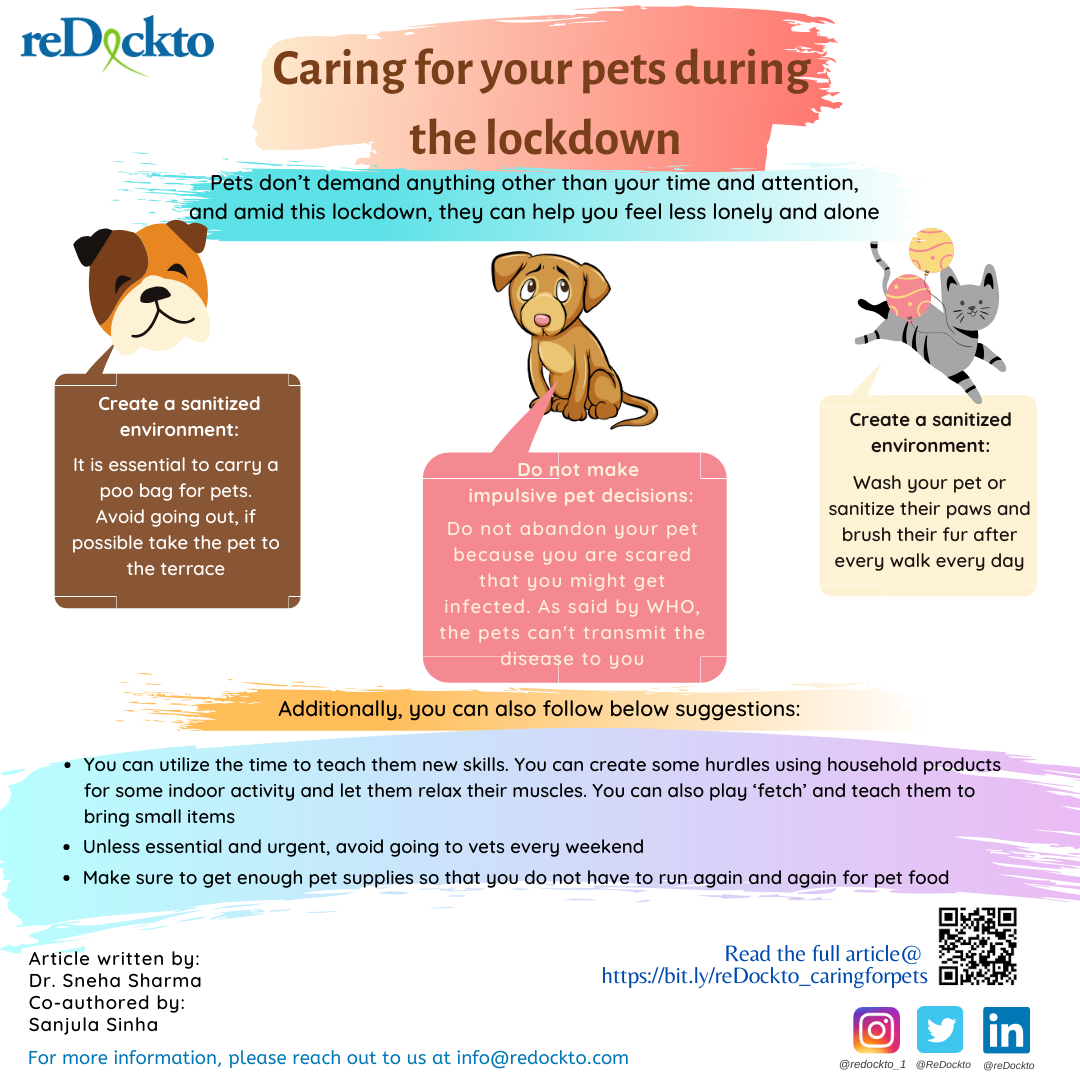 reDockto
Caring for your pets during
the lockdown
Pets don't demand anything other than your time and attention,
and amid this lockdown, they can help you feel less lonely and alone
Create a sanitized
environment:
It is essential to carry a
poo bag for pets.
Avoid going out, if
possible take the pet to
the terrace
Do not make
impulsive pet decisions:
Do not abandon your pet
because you are scared
that you might get
infected. As said by WHO,
the pets can't transmit the
disease to you
Create a sanitized
environment:
Wash your pet or
sanitize their paws and
brush their fur after
every walk every day
Additionally, you can also follow below suggestions:
• You can utilize the time to teach them new skills. You can create some hurdles using household products
for some indoor activity and let them relax their muscles. You can also play ‘fetch’ and teach them to
bring small items
• Unless essential and urgent, avoid going to vets every weekend
• Make sure to get enough pet supplies so that you do not have to run again and again for pet food
Article written by:
Dr. Sneha Sharma
Co-authored by:
Sanjula Sinha
For more information, please reach out to us at info@redockto.com
Read the full article@
https://bit.ly/reDockto_caringforpets
in
@redockto_1 @ReDockto @reDockto